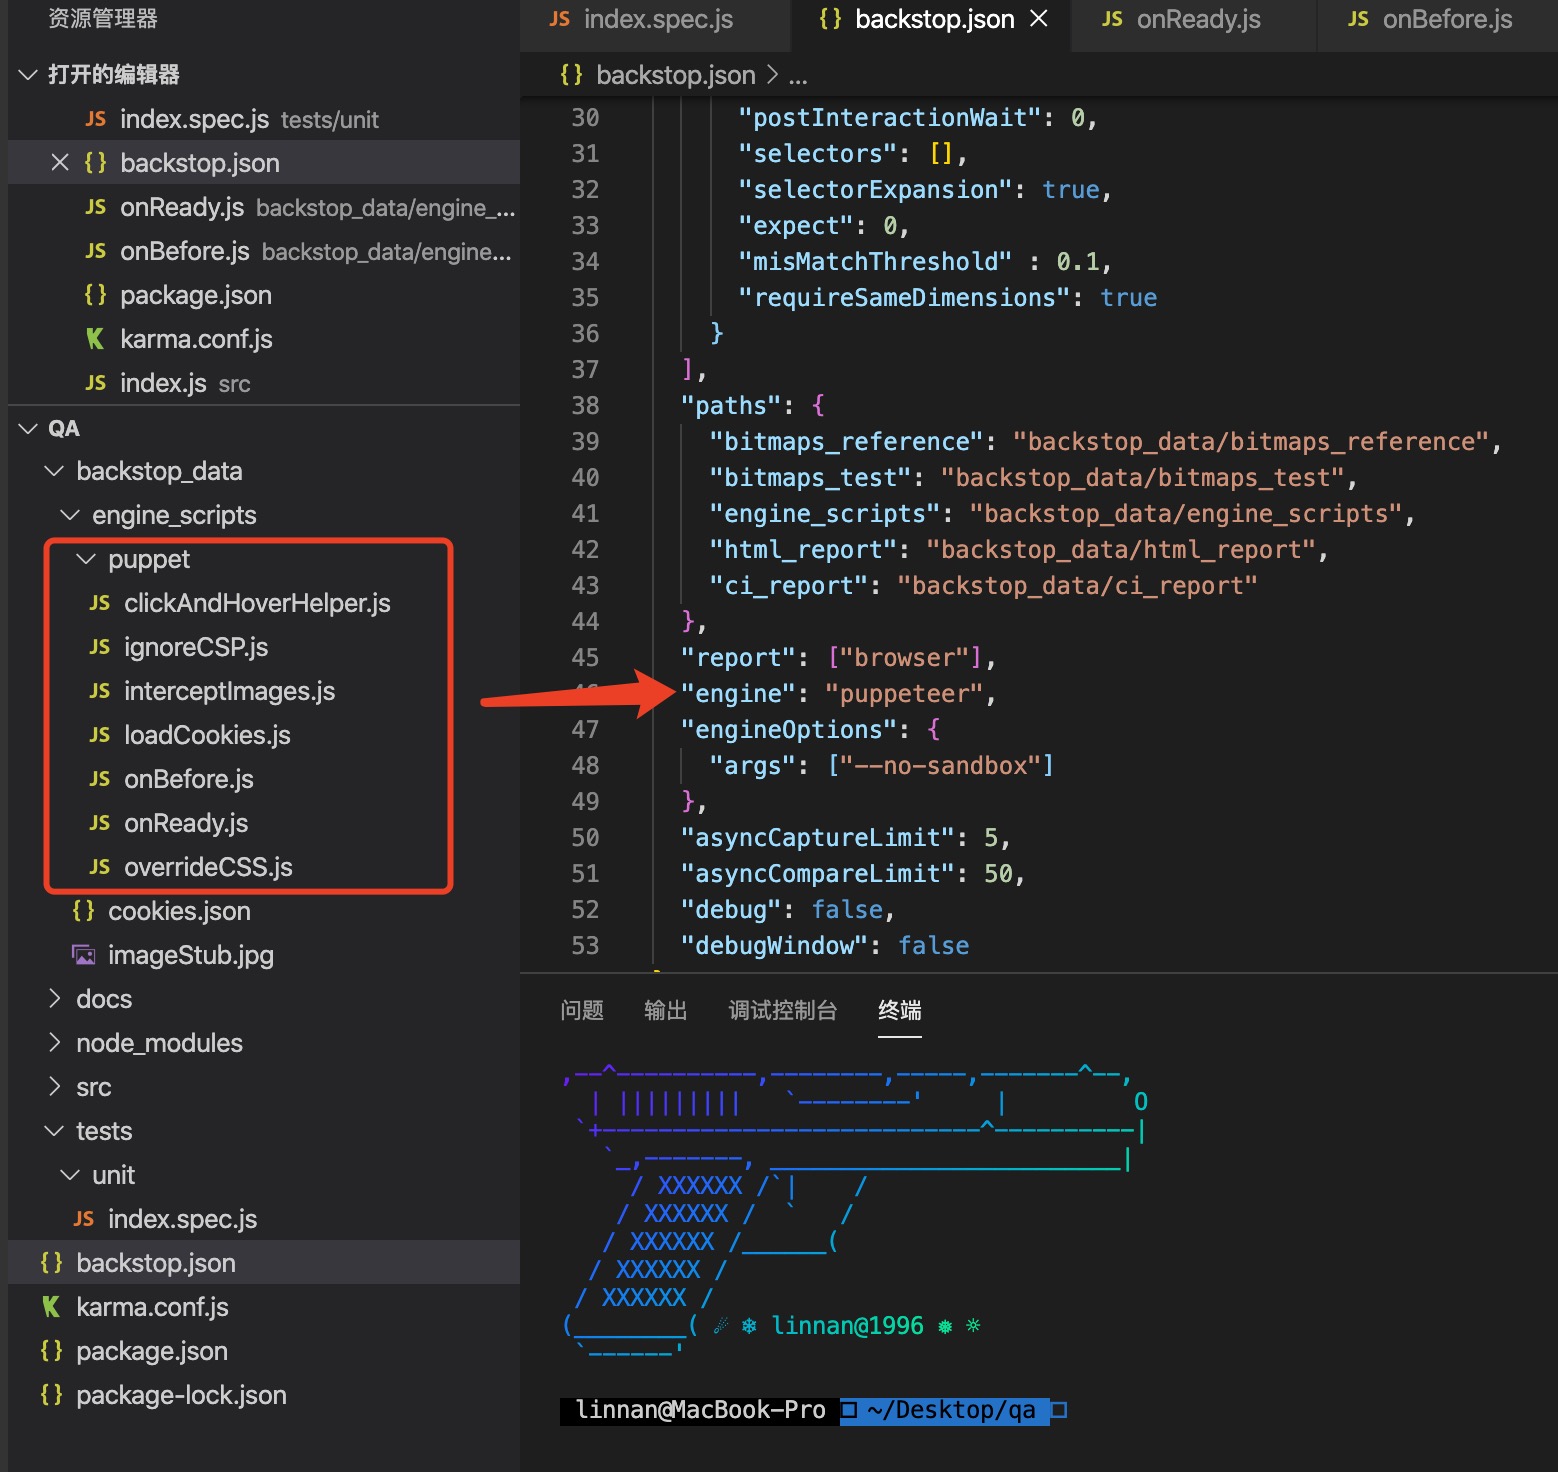 资源管理器
打开的编辑器
JS index.spec.js tests/unit
{} backstop.json
JS onReady.js backstop_data/engine_...
JS onBefore.js backstop_data/engine...
{} package.json
karma.conf.js
JS index.js src
QA
backstop_data
engine_scripts
puppet
JS clickAndHoverHelper.js
JS ignoreCSP.js
JS interceptImages.js
JS loadCookies.js
JS onBefore.js
JS onReady.js
JS overrideCSS.js
{} cookies.json
imageStub.jpg
docs
node_modules
src
tests
unit
JS index.spec.js
{} backstop.json
karma.conf.js
{} package.json
{} package-lock.json
JS index.spec.js
{} backstop.json
JS onReady.js
JS onBefore.js
{} backstop.json > ...
30 "postInteractionWait": 0,
31 "selectors": [],
32 "selectorExpansion": true,
33 "expect": 0,
34 "misMatchThreshold" : 0.1,
35 "requireSameDimensions": true
36 }
37 ],
38 "paths": {
39 "bitmaps_reference": "backstop_data/bitmaps_reference",
40 "bitmaps_test": "backstop_data/bitmaps_test",
41 "engine_scripts": "backstop_data/engine_scripts",
42 "html_report": "backstop_data/html_report",
43 "ci_report": "backstop_data/ci_report"
44 },
45 "report": ["browser"],
46 "engine": "puppeteer",
47 "engineOptions": {
48 "args": ["--no-sandbox"]
49 },
50 "asyncCaptureLimit": 5,
51 "asyncCompareLimit": 50,
52 "debug": false,
53 "debugWindow": false
问题 输出 调试控制台 终端
,--^----------,--------,-----,-------^--,
  | |||||||||   `--------'     |         O
 `+---------------------------^----------|
   `_,-------, _________________________|
     / XXXXXX /`|    /
    / XXXXXX /  `   /
   / XXXXXX /______(
  / XXXXXX /
 / XXXXXX /
(________( ☄ ❄ linnan@1996 ✹ ☼
 `------'
linnan@MacBook-Pro ~/Desktop/qa